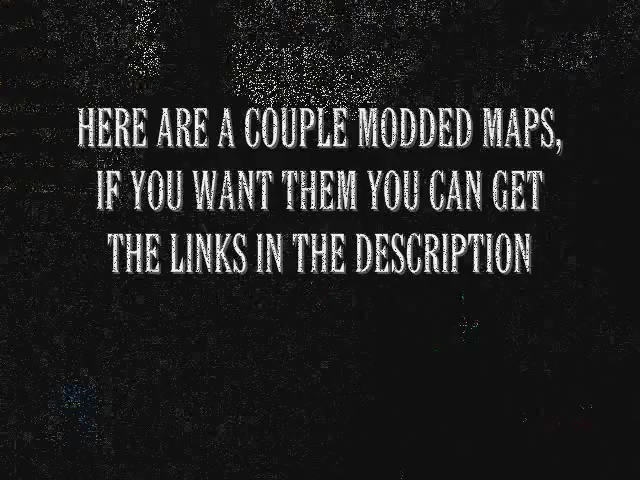 HERE ARE A COUPLE MODDED MAPS,
IF YOU WANT THEM YOU CAN GET
THE LINKS IN THE DESCRIPTION